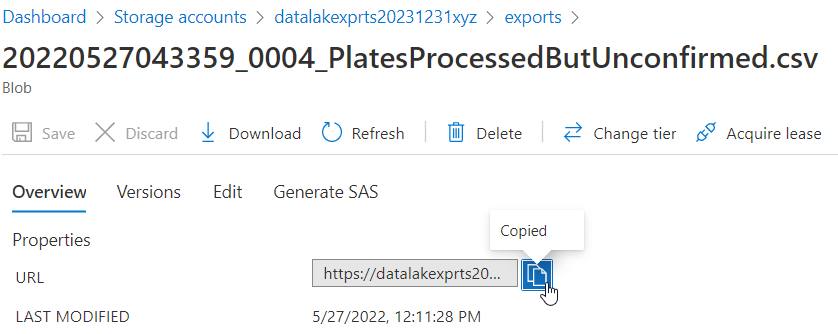 Dashboard > Storage accounts > datalakexprts20231231xyz > exports >
20220527043359_0004_PlatesProcessedButUnconfirmed.csv
Blob
Save Discard Download Refresh Delete Change tier Acquire lease
Overview Versions Edit Generate SAS
Copied
Properties
URL https://datalakexprts20...
LAST MODIFIED 5/27/2022, 12:11:28 PM